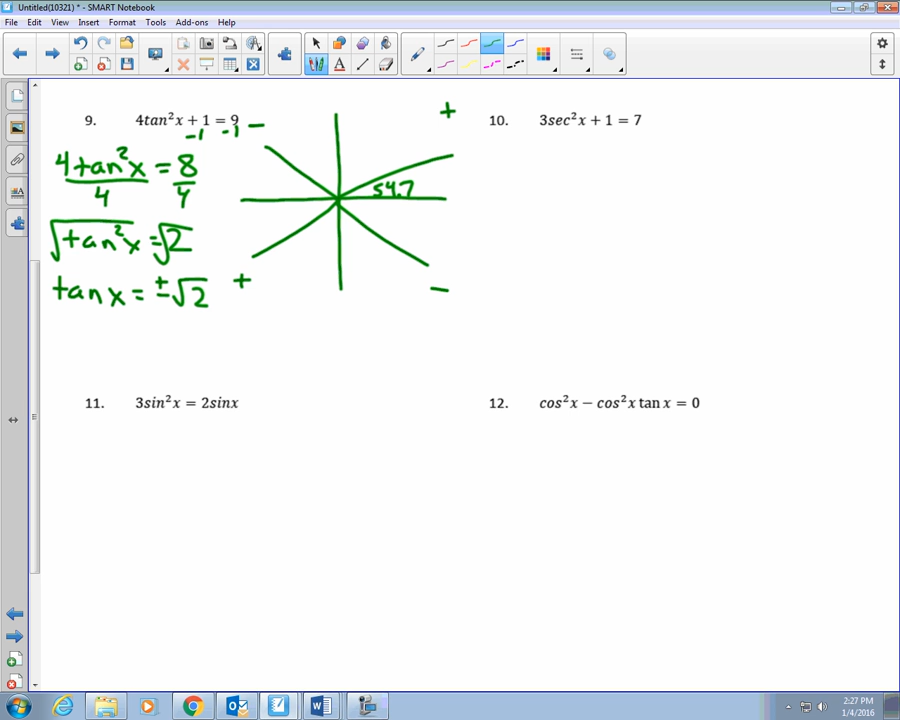 Untitled(10321) * - SMART Notebook
File Edit View Insert Format Tools Add-ons Help
9. 4tan²x + 1 = 9
-1 -1
4tan²x = 8
4 4
√tan²x = √2
tan x = ±√2
- +
54.7
+ -
10. 3sec²x + 1 = 7
11. 3sin²x = 2sinx
12. cos²x − cos²x tan x = 0
2:27 PM
1/4/2016